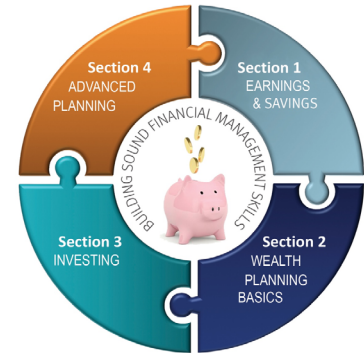 Section 4
ADVANCED
PLANNING
Section 1
EARNINGS
& SAVINGS
BUILDING SOUND FINANCIAL MANAGEMENT SKILLS
Section 3
INVESTING
Section 2
WEALTH
PLANNING
BASICS